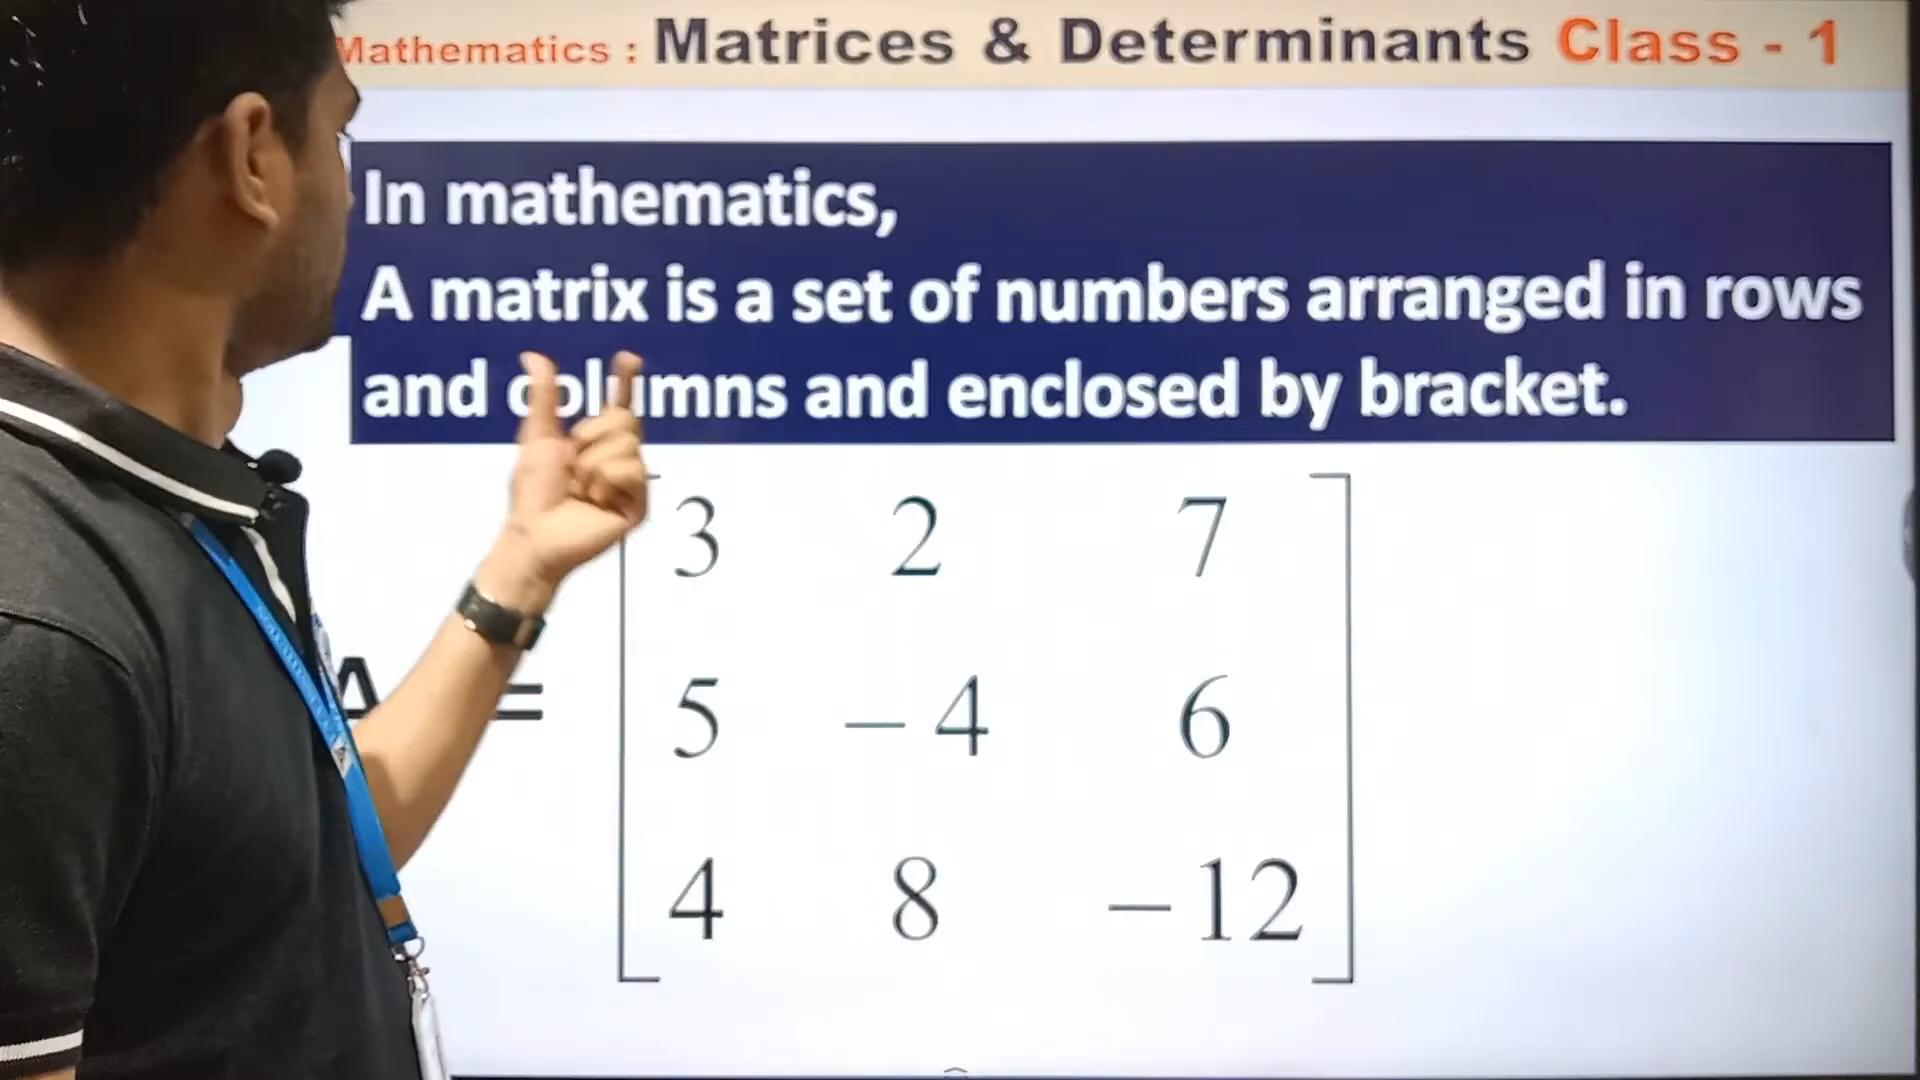 Mathematics : Matrices & Determinants Class - 1
In mathematics,
A matrix is a set of numbers arranged in rows
and columns and enclosed by bracket.
3 2 7
A = 5 – 4 6
4 8 – 12